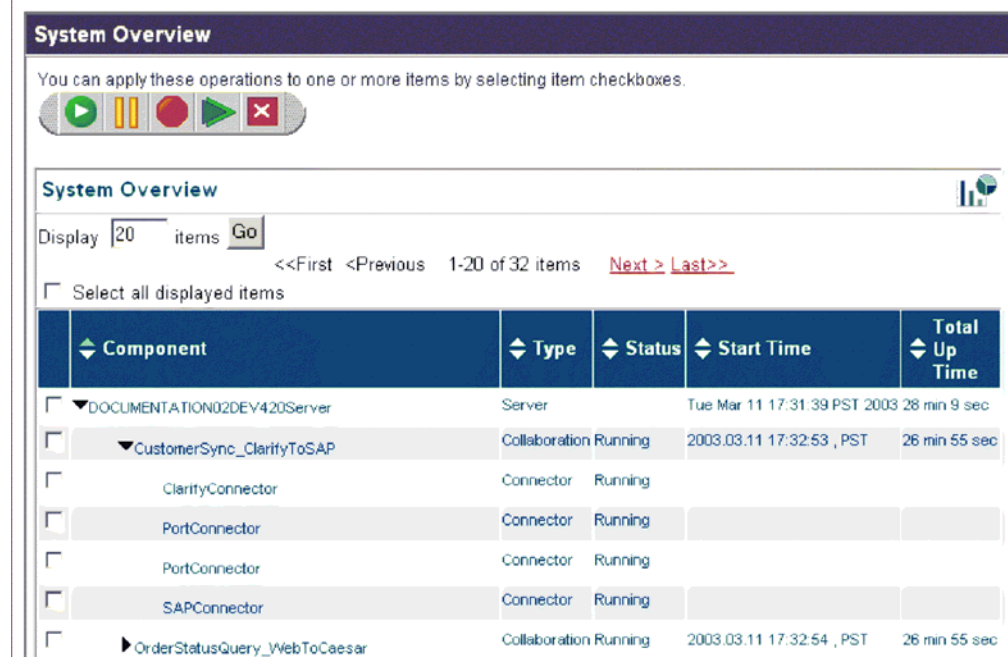 System Overview
You can apply these operations to one or more items by selecting item checkboxes.
System Overview
Display 20 items Go
<<First <Previous 1-20 of 32 items Next > Last>>
Select all displayed items
Component Type Status Start Time Total Up Time
DOCUMENTATION02DEV420Server Server Tue Mar 11 17:31:39 PST 2003 28 min 9 sec
CustomerSync_ClarifyToSAP Collaboration Running 2003.03.11 17:32:53 , PST 26 min 55 sec
ClarifyConnector Connector Running
PortConnector Connector Running
PortConnector Connector Running
SAPConnector Connector Running
OrderStatusQuery_WebToCaesar Collaboration Running 2003.03.11 17:32:54 , PST 26 min 55 sec